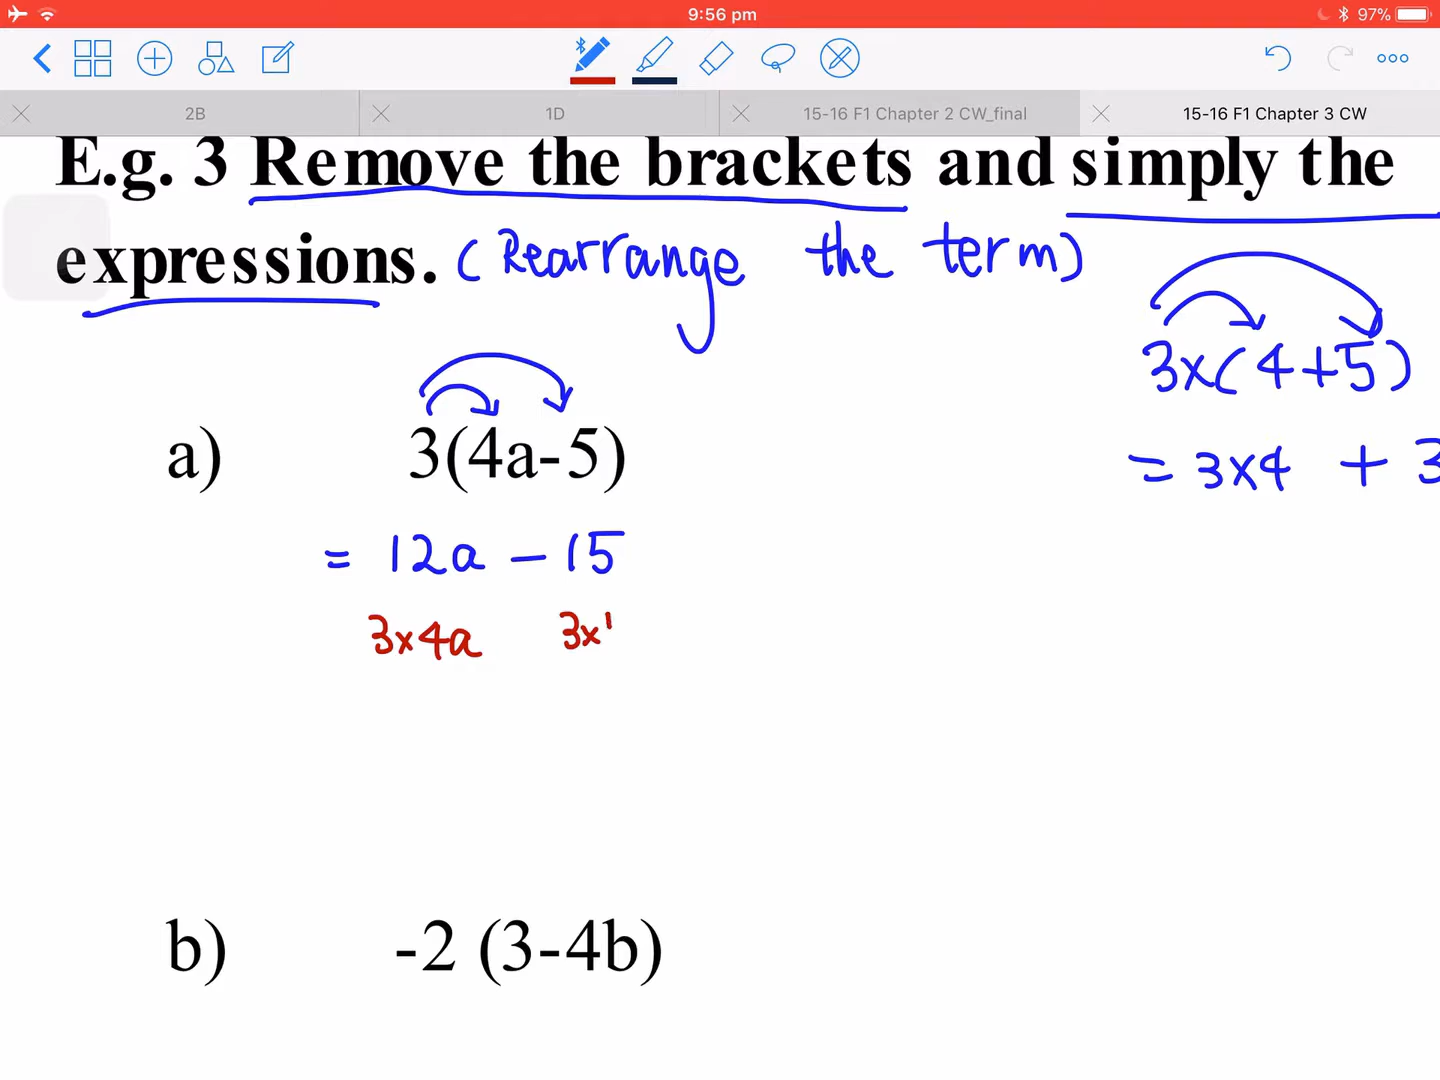 9:56 pm
97%
2B
1D
15-16 F1 Chapter 2 CW_final
15-16 F1 Chapter 3 CW
E.g. 3 Remove the brackets and simply the
expressions. (Rearrange the term)
3x(4+5)
= 3x4 + 3
a) 3(4a-5)
= 12a - 15
3x4a 3x
b) -2 (3-4b)